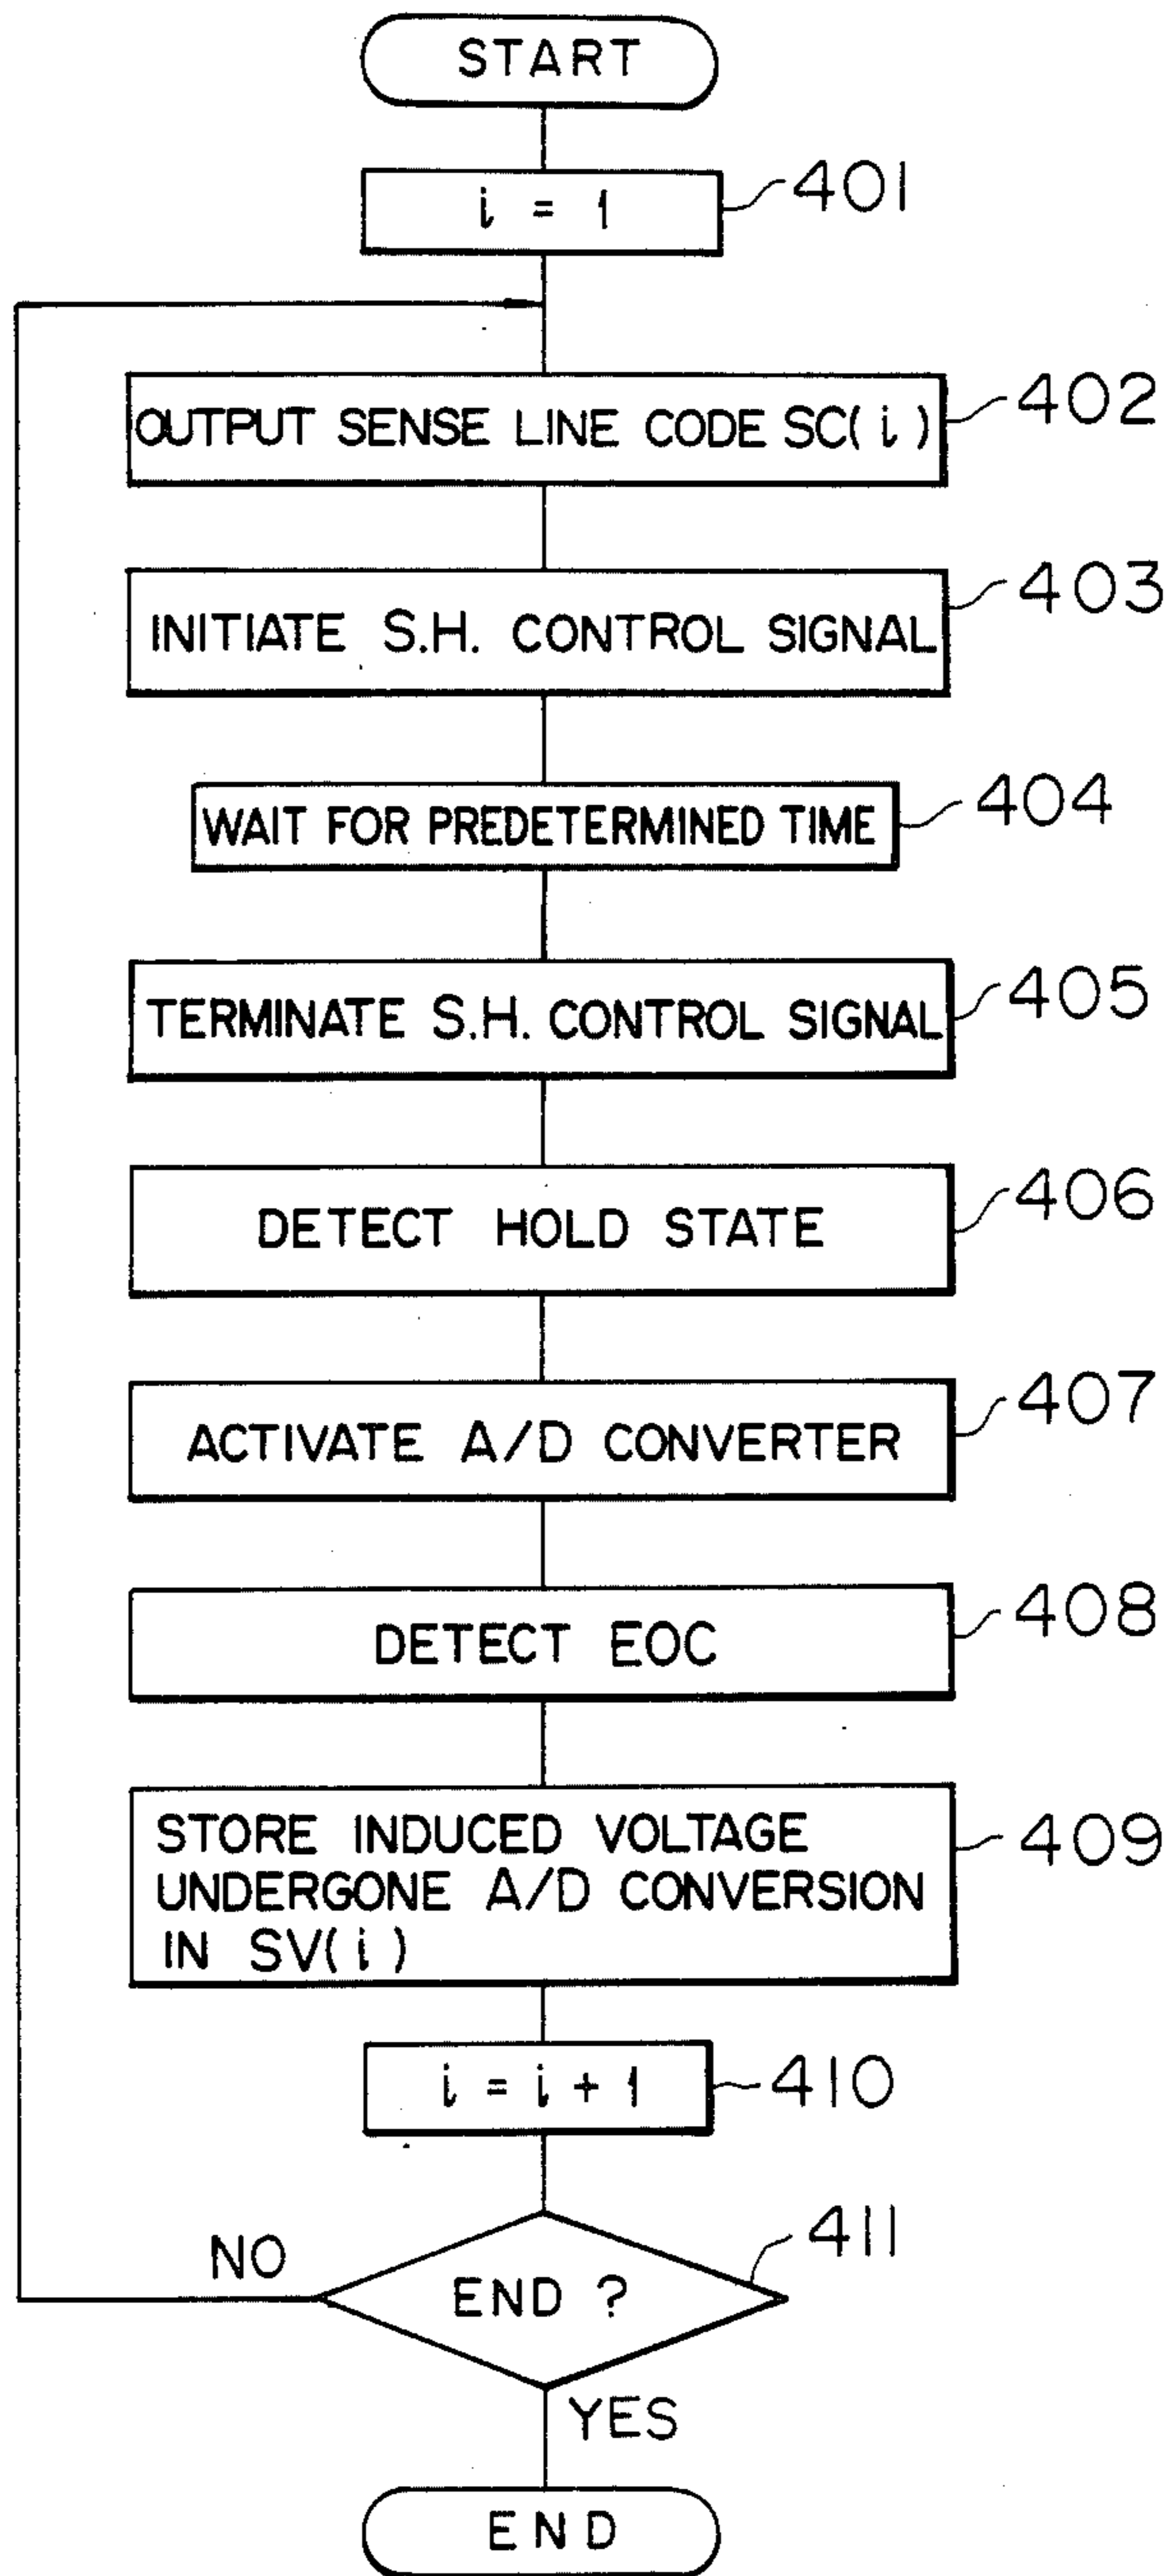 START
i = 1
401
OUTPUT SENSE LINE CODE SC(i)
402
INITIATE S.H. CONTROL SIGNAL
403
WAIT FOR PREDETERMINED TIME
404
TERMINATE S.H. CONTROL SIGNAL
405
DETECT HOLD STATE
406
ACTIVATE A/D CONVERTER
407
DETECT EOC
408
STORE INDUCED VOLTAGE
UNDERGONE A/D CONVERSION
IN SV(i)
409
i = i + 1
410
END ?
411
NO
YES
END